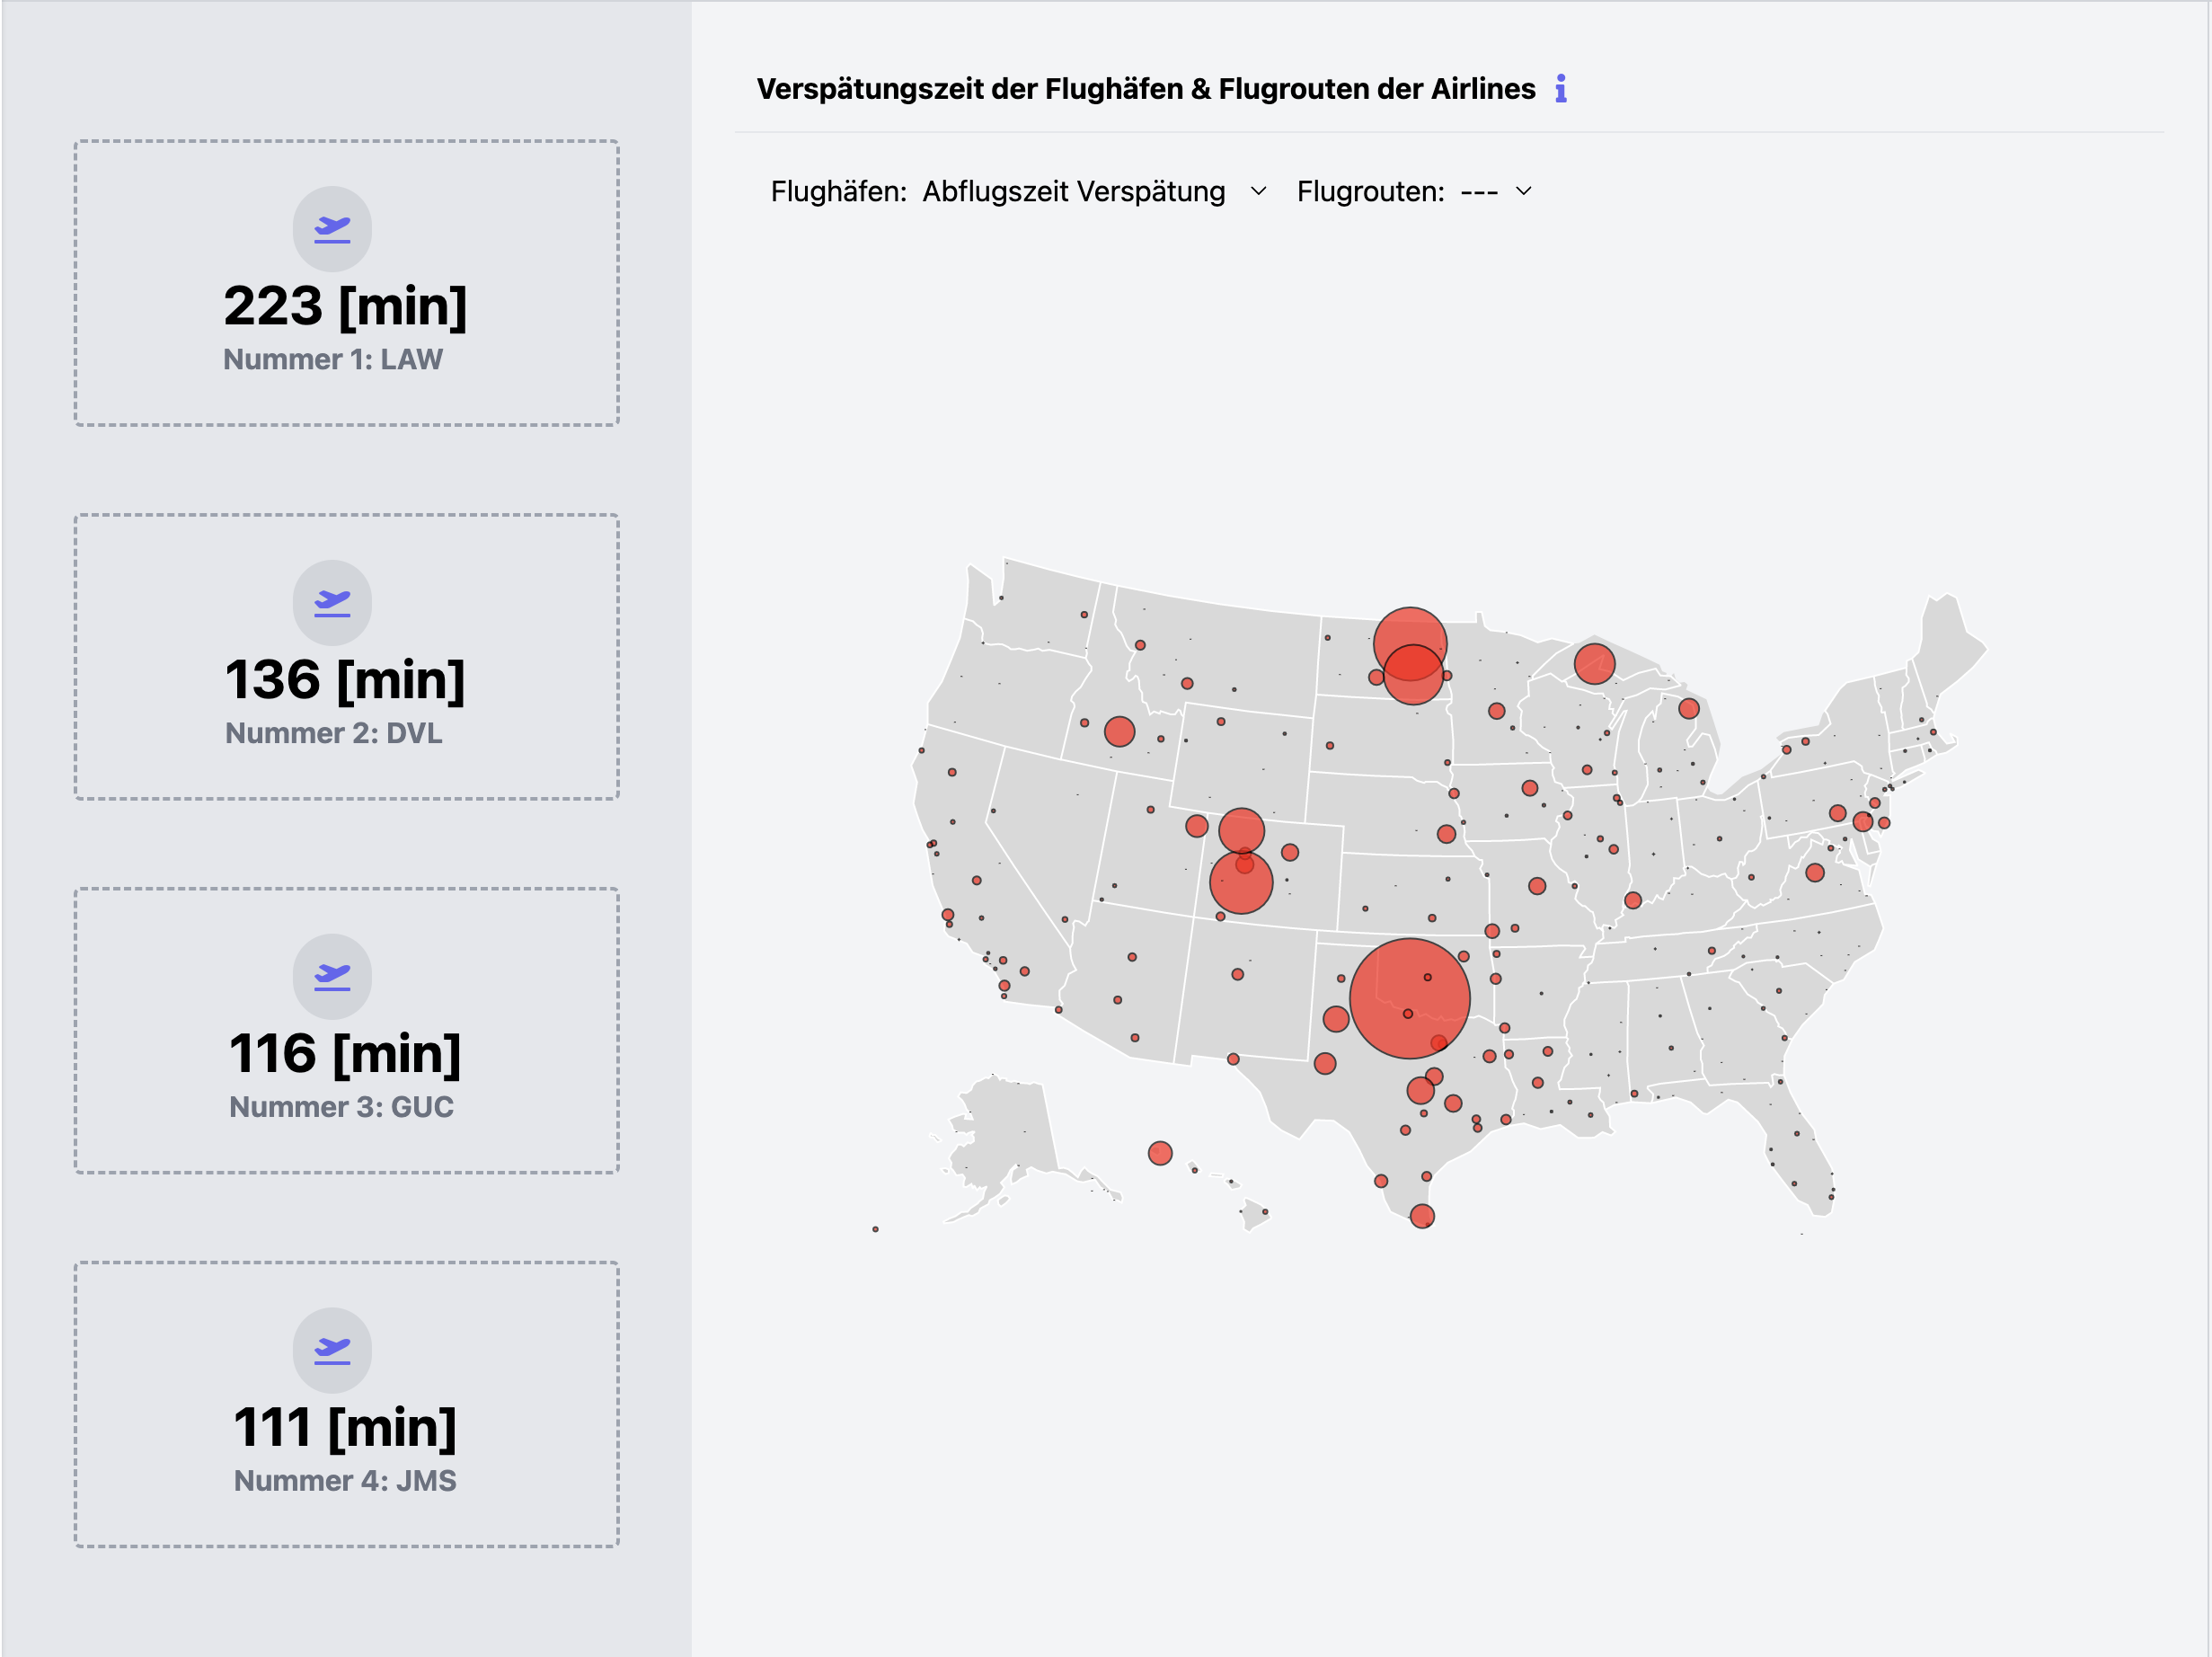 Verspätungszeit der Flughäfen & Flugrouten der Airlines
Flughäfen: Abflugszeit Verspätung Flugrouten: ---
223 [min]
Nummer 1: LAW
136 [min]
Nummer 2: DVL
116 [min]
Nummer 3: GUC
111 [min]
Nummer 4: JMS